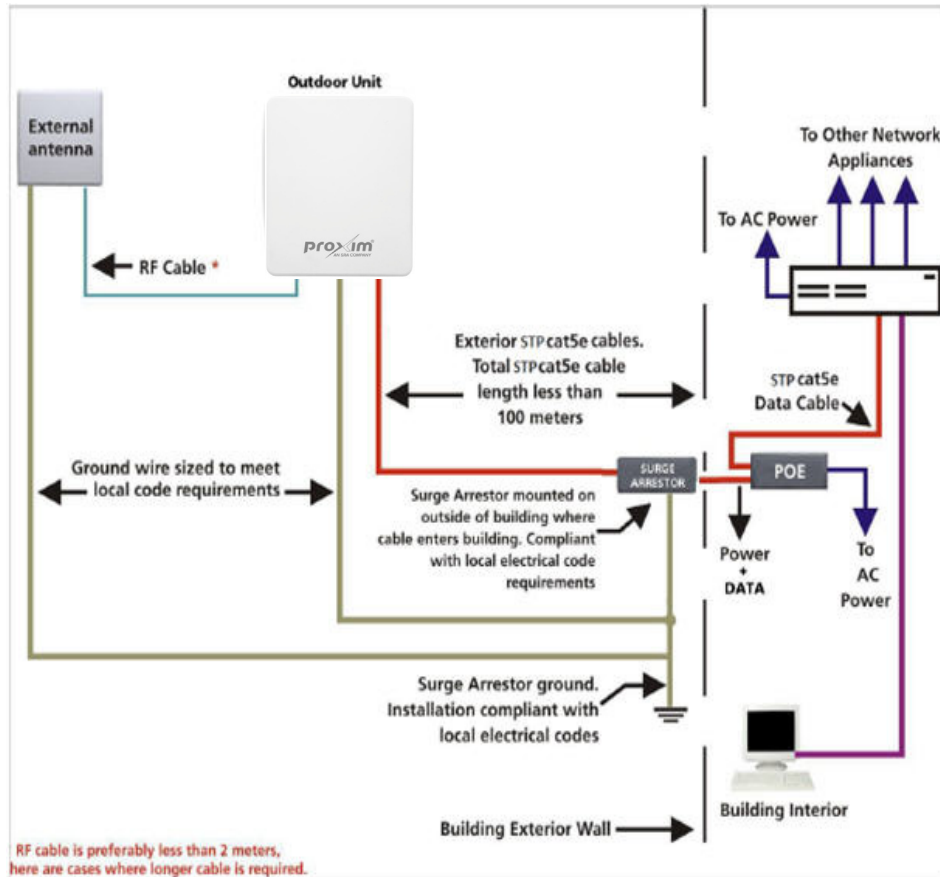 Outdoor Unit
External
antenna
To Other Network
Appliances
To AC Power
proxim
RF Cable *
Exterior STP cat5e cables.
Total STP cat5e cable
length less than
100 meters
STP cat5e
Data Cable
Ground wire sized to meet
local code requirements
SURGE
ARRESTOR
POE
Surge Arrestor mounted on
outside of building where
cable enters building. Compliant
with local electrical code
requirements
Power
+
DATA
To
AC
Power
Surge Arrestor ground.
Installation compliant with
local electrical codes
Building Interior
Building Exterior Wall
RF cable is preferably less than 2 meters,
here are cases where longer cable is required.